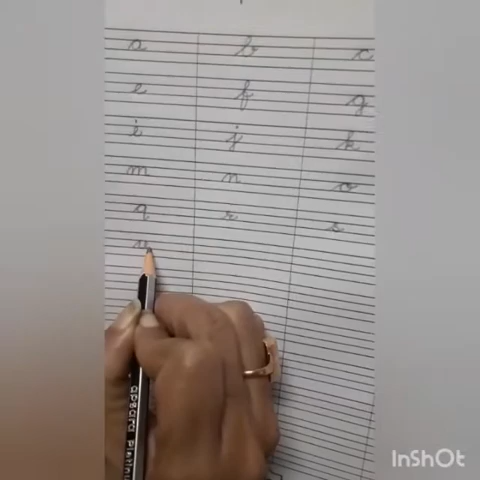 a b c
e f g
i j k
m n o
q r s
u
apsara Platinum
InShOt